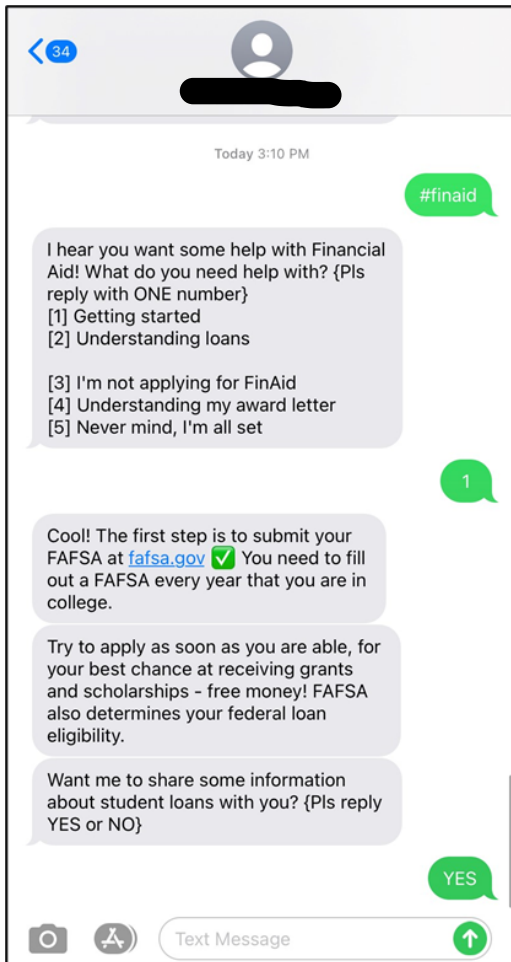 34
Today 3:10 PM
#finaid
I hear you want some help with Financial
Aid! What do you need help with? {Pls
reply with ONE number}
[1] Getting started
[2] Understanding loans
[3] I'm not applying for FinAid
[4] Understanding my award letter
[5] Never mind, I'm all set
1
Cool! The first step is to submit your
FAFSA at fafsa.gov ✅ You need to fill
out a FAFSA every year that you are in
college.
Try to apply as soon as you are able, for
your best chance at receiving grants
and scholarships - free money! FAFSA
also determines your federal loan
eligibility.
Want me to share some information
about student loans with you? {Pls reply
YES or NO}
YES
Text Message